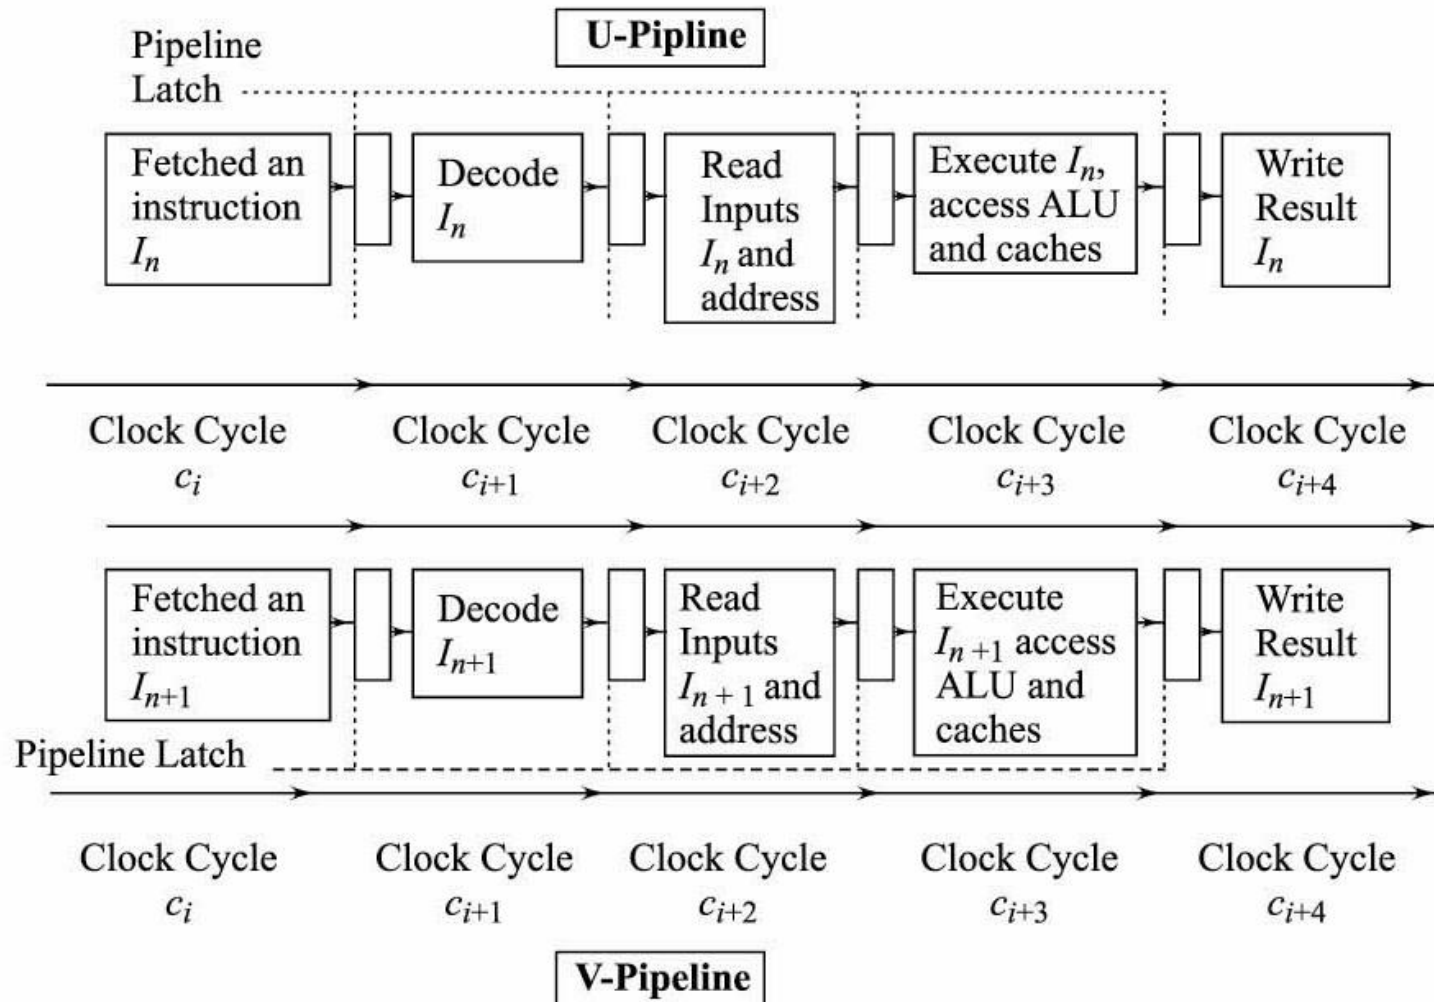 U-Pipline
Pipeline
Latch
Fetched an
instruction
Iₙ
Decode
Iₙ
Read
Inputs
Iₙ and
address
Execute Iₙ,
access ALU
and caches
Write
Result
Iₙ
Clock Cycle
cᵢ
Clock Cycle
cᵢ₊₁
Clock Cycle
cᵢ₊₂
Clock Cycle
cᵢ₊₃
Clock Cycle
cᵢ₊₄
Fetched an
instruction
Iₙ₊₁
Decode
Iₙ₊₁
Read
Inputs
Iₙ ₊ ₁ and
address
Execute
Iₙ ₊₁ access
ALU and
caches
Write
Result
Iₙ₊₁
Pipeline Latch
Clock Cycle
cᵢ
Clock Cycle
cᵢ₊₁
Clock Cycle
cᵢ₊₂
Clock Cycle
cᵢ₊₃
Clock Cycle
cᵢ₊₄
V-Pipeline